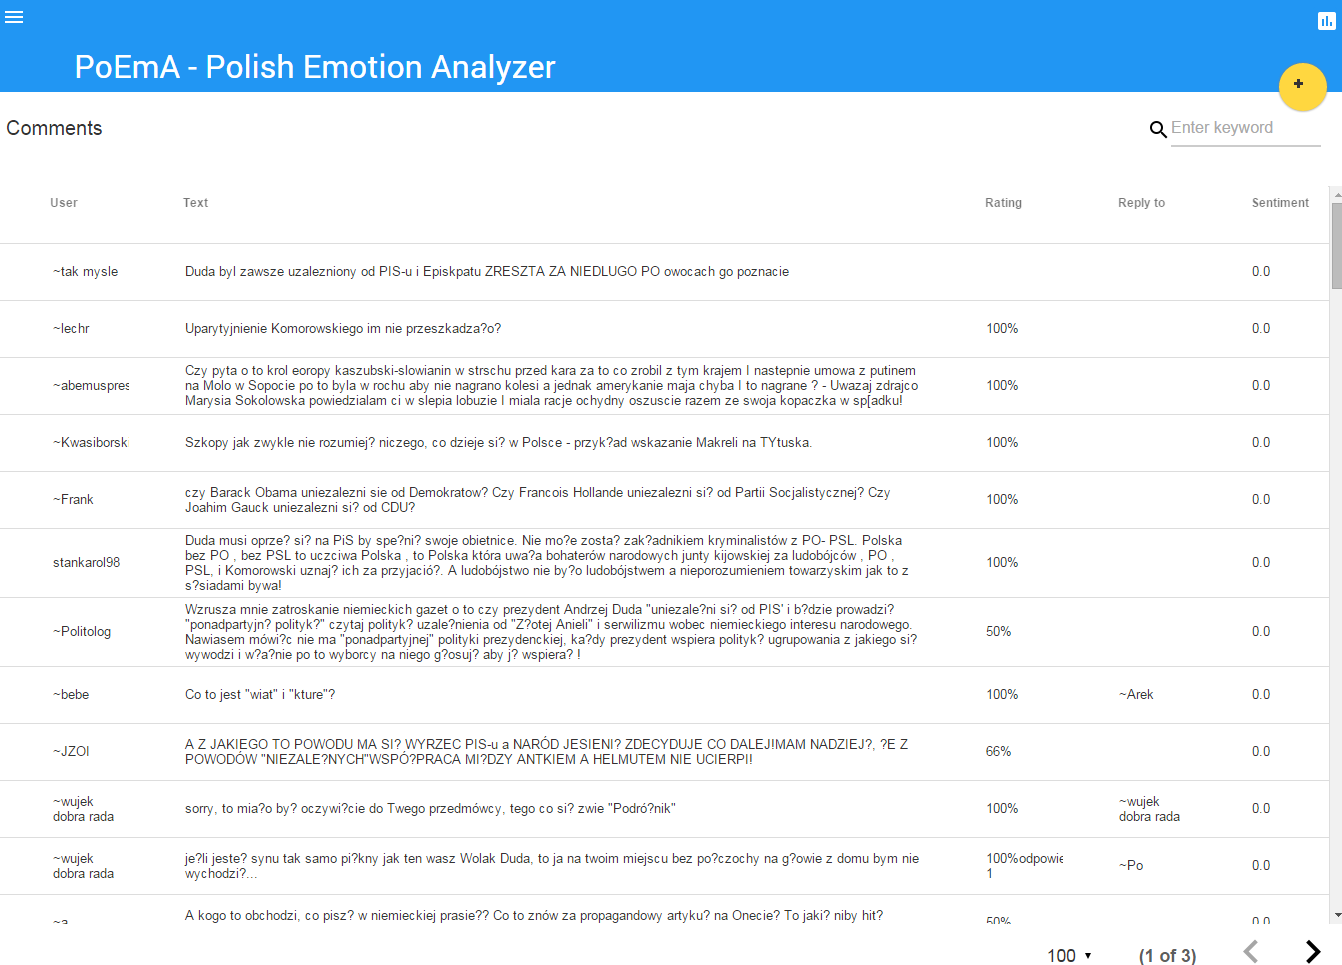 PoEmA - Polish Emotion Analyzer
Comments
Enter keyword
User Text Rating Reply to Sentiment
~tak mysle Duda byl zawsze uzalezniony od PIS-u i Episkpatu ZRESZTA ZA NIEDLUGO PO owocach go poznacie 0.0
~lechr Uparytyjnienie Komorowskiego im nie przeszkadza?o? 100% 0.0
Czy pyta o to krol eoropy kaszubski-slowianin w strschu przed kara za to co zrobil z tym krajem I nastepnie umowa z putinem
~abemuspres na Molo w Sopocie po to byla w rochu aby nie nagrano kolesi a jednak amerykanie maja chyba I to nagrane ? - Uwazaj zdrajco 100% 0.0
Marysia Sokolowska powiedzialam ci w slepia lobuzie I miala racje ochydny oszuscie razem ze swoja kopaczka w sp[adku!
~Kwasiborski Szkopy jak zwykle nie rozumiej? niczego, co dzieje si? w Polsce - przyk?ad wskazanie Makreli na TYtuska. 100% 0.0
~Frank czy Barack Obama uniezalezni sie od Demokratow? Czy Francois Hollande uniezalezni si? od Partii Socjalistycznej? Czy 100% 0.0
Joahim Gauck uniezalezni si? od CDU?
Duda musi oprze? si? na PiS by spe?ni? swoje obietnice. Nie mo?e zosta? zak?adnikiem kryminalistów z PO- PSL. Polska
bez PO , bez PSL to uczciwa Polska , to Polska która uwa?a bohaterów narodowych junty kijowskiej za ludobójców , PO ,
stankarol98 PSL, i Komorowski uznaj? ich za przyjació?. A ludobójstwo nie by?o ludobójstwem a nieporozumieniem towarzyskim jak to z 100% 0.0
s?siadami bywa!
Wzrusza mnie zatroskanie niemieckich gazet o to czy prezydent Andrzej Duda "uniezale?ni si? od PIS' i b?dzie prowadzi?
"ponadpartyjn? polityk?" czytaj polityk? uzale?nienia od "Z?otej Anieli" i serwilizmu wobec niemieckiego interesu narodowego.
~Politolog Nawiasem mówi?c nie ma "ponadpartyjnej" polityki prezydenckiej, ka?dy prezydent wspiera polityk? ugrupowania z jakiego si? 50% 0.0
wywodzi i w?a?nie po to wyborcy na niego g?osuj? aby j? wspiera? !
~bebe Co to jest "wiat" i "kture"? 100% ~Arek 0.0
~JZOI A Z JAKIEGO TO POWODU MA SI? WYRZEC PIS-u a NARÓD JESIENI? ZDECYDUJE CO DALEJ!MAM NADZIEJ?, ?E Z 66% 0.0
POWODÓW "NIEZALE?NYCH"WSPÓ?PRACA MI?DZY ANTKIEM A HELMUTEM NIE UCIERPI!
~wujek dobra rada sorry, to mia?o by? oczywi?cie do Twego przedmówcy, tego co si? zwie "Podró?nik" 100% ~wujek dobra rada 0.0
~wujek dobra rada je?li jeste? synu tak samo pi?kny jak ten wasz Wolak Duda, to ja na twoim miejscu bez po?czochy na g?owie z domu bym nie 100%odpowie 1 ~Po 0.0
wychodzi?...
~a A kogo to obchodzi, co pisz? w niemieckiej prasie?? Co to znów za propagandowy artyku? na Onecie? To jaki? niby hit? 50% 0.0
100 (1 of 3)